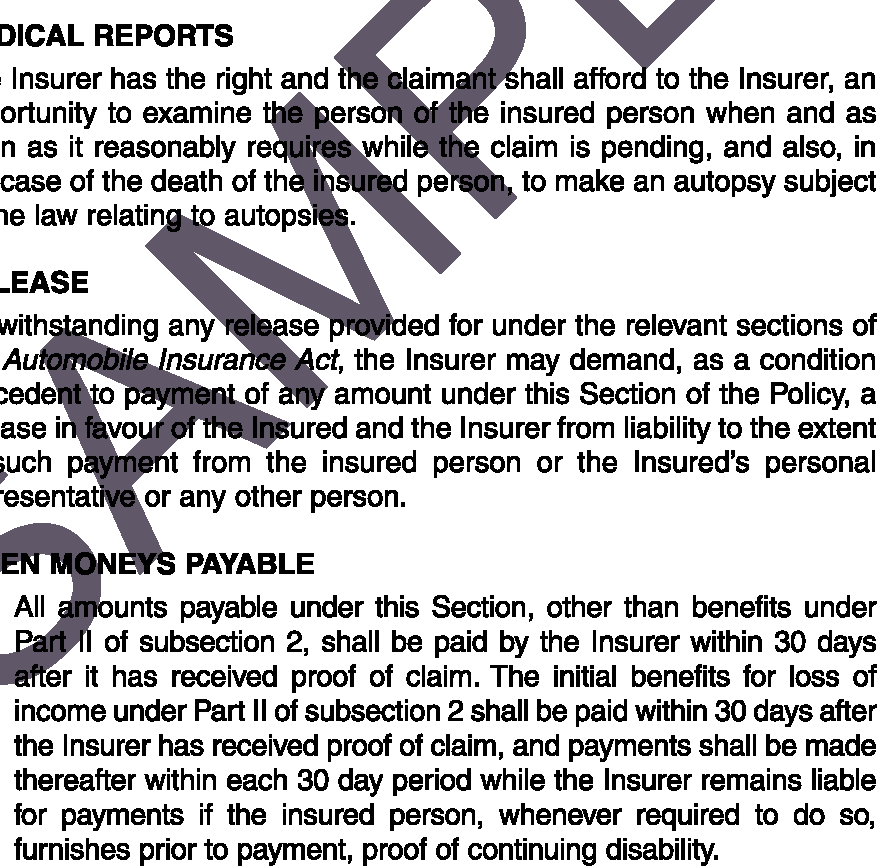 DICAL REPORTS
e Insurer has the right and the claimant shall afford to the Insurer, an
ortunity to examine the person of the insured person when and as
n as it reasonably requires while the claim is pending, and also, in
case of the death of the insured person, to make an autopsy subject
he law relating to autopsies.
LEASE
withstanding any release provided for under the relevant sections of
Automobile Insurance Act, the Insurer may demand, as a condition
cedent to payment of any amount under this Section of the Policy, a
ase in favour of the Insured and the Insurer from liability to the extent
such payment from the insured person or the Insured's personal
resentative or any other person.
EN MONEYS PAYABLE
All amounts payable under this Section, other than benefits under
Part II of subsection 2, shall be paid by the Insurer within 30 days
after it has received proof of claim. The initial benefits for loss of
income under Part II of subsection 2 shall be paid within 30 days after
the Insurer has received proof of claim, and payments shall be made
thereafter within each 30 day period while the Insurer remains liable
for payments if the insured person, whenever required to do so,
furnishes prior to payment, proof of continuing disability.
SAMPL